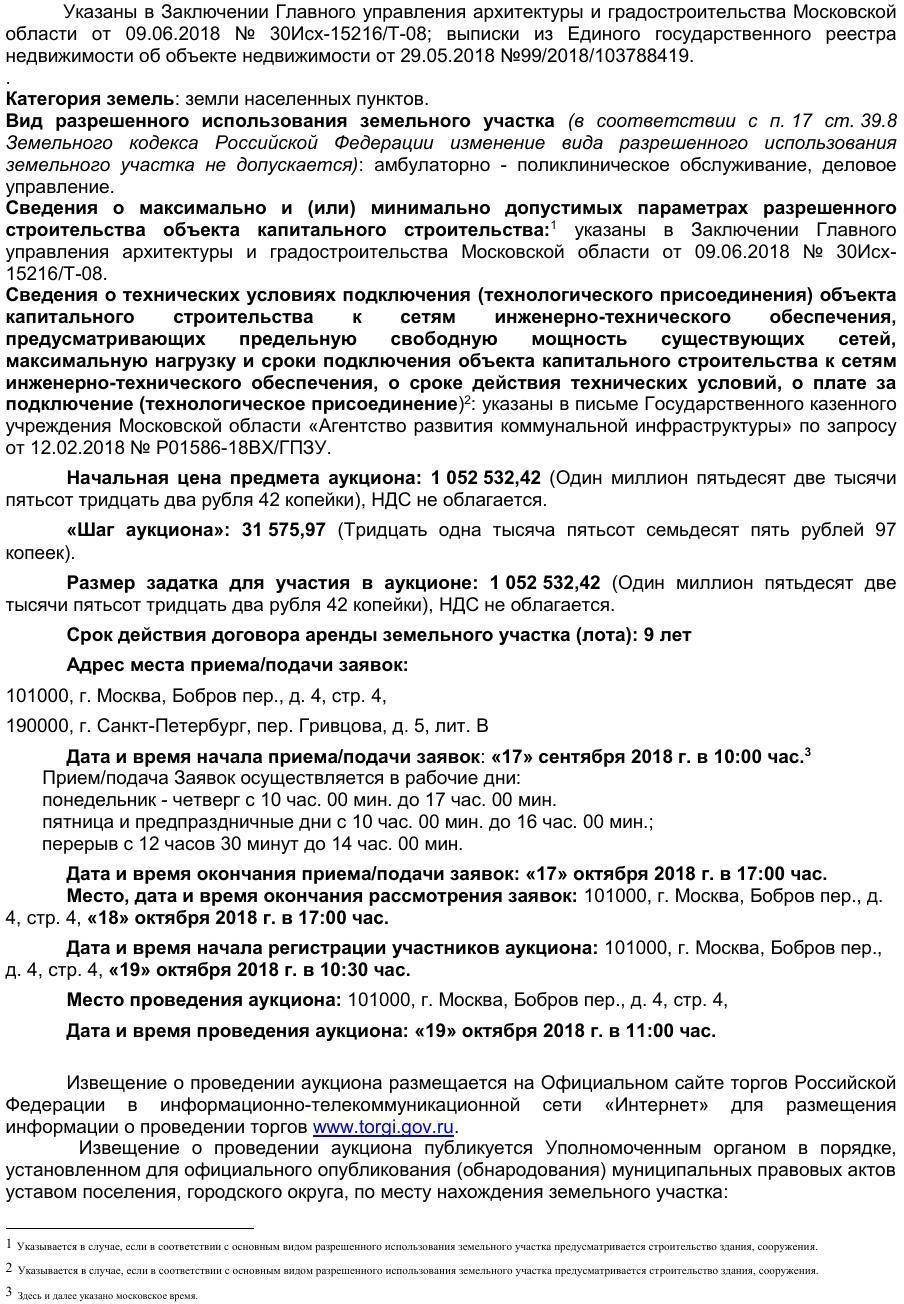 Указаны в Заключении Главного управления архитектуры и градостроительства Московской
области от 09.06.2018 № 30Исх-15216/Т-08; выписки из Единого государственного реестра
недвижимости об объекте недвижимости от 29.05.2018 №99/2018/103788419.
.
Категория земель: земли населенных пунктов.
Вид разрешенного использования земельного участка (в соответствии с п. 17 ст. 39.8
Земельного кодекса Российской Федерации изменение вида разрешенного использования
земельного участка не допускается): амбулаторно - поликлиническое обслуживание, деловое
управление.
Сведения о максимально и (или) минимально допустимых параметрах разрешенного
строительства объекта капитального строительства:1 указаны в Заключении Главного
управления архитектуры и градостроительства Московской области от 09.06.2018 № 30Исх-
15216/Т-08.
Сведения о технических условиях подключения (технологического присоединения) объекта
капитального строительства к сетям инженерно-технического обеспечения,
предусматривающих предельную свободную мощность существующих сетей,
максимальную нагрузку и сроки подключения объекта капитального строительства к сетям
инженерно-технического обеспечения, о сроке действия технических условий, о плате за
подключение (технологическое присоединение)2: указаны в письме Государственного казенного
учреждения Московской области «Агентство развития коммунальной инфраструктуры» по запросу
от 12.02.2018 № Р01586-18ВХ/ГПЗУ.
Начальная цена предмета аукциона: 1 052 532,42 (Один миллион пятьдесят две тысячи
пятьсот тридцать два рубля 42 копейки), НДС не облагается.
«Шаг аукциона»: 31 575,97 (Тридцать одна тысяча пятьсот семьдесят пять рублей 97
копеек).
Размер задатка для участия в аукционе: 1 052 532,42 (Один миллион пятьдесят две
тысячи пятьсот тридцать два рубля 42 копейки), НДС не облагается.
Срок действия договора аренды земельного участка (лота): 9 лет
Адрес места приема/подачи заявок:
101000, г. Москва, Бобров пер., д. 4, стр. 4,
190000, г. Санкт-Петербург, пер. Гривцова, д. 5, лит. В
Дата и время начала приема/подачи заявок: «17» сентября 2018 г. в 10:00 час.3
Прием/подача Заявок осуществляется в рабочие дни:
понедельник - четверг с 10 час. 00 мин. до 17 час. 00 мин.
пятница и предпраздничные дни с 10 час. 00 мин. до 16 час. 00 мин.;
перерыв с 12 часов 30 минут до 14 час. 00 мин.
Дата и время окончания приема/подачи заявок: «17» октября 2018 г. в 17:00 час.
Место, дата и время окончания рассмотрения заявок: 101000, г. Москва, Бобров пер., д.
4, стр. 4, «18» октября 2018 г. в 17:00 час.
Дата и время начала регистрации участников аукциона: 101000, г. Москва, Бобров пер.,
д. 4, стр. 4, «19» октября 2018 г. в 10:30 час.
Место проведения аукциона: 101000, г. Москва, Бобров пер., д. 4, стр. 4,
Дата и время проведения аукциона: «19» октября 2018 г. в 11:00 час.
Извещение о проведении аукциона размещается на Официальном сайте торгов Российской
Федерации в информационно-телекоммуникационной сети «Интернет» для размещения
информации о проведении торгов www.torgi.gov.ru.
Извещение о проведении аукциона публикуется Уполномоченным органом в порядке,
установленном для официального опубликования (обнародования) муниципальных правовых актов
уставом поселения, городского округа, по месту нахождения земельного участка:
1 Указывается в случае, если в соответствии с основным видом разрешенного использования земельного участка предусматривается строительство здания, сооружения.
2 Указывается в случае, если в соответствии с основным видом разрешенного использования земельного участка предусматривается строительство здания, сооружения.
3 Здесь и далее указано московское время.